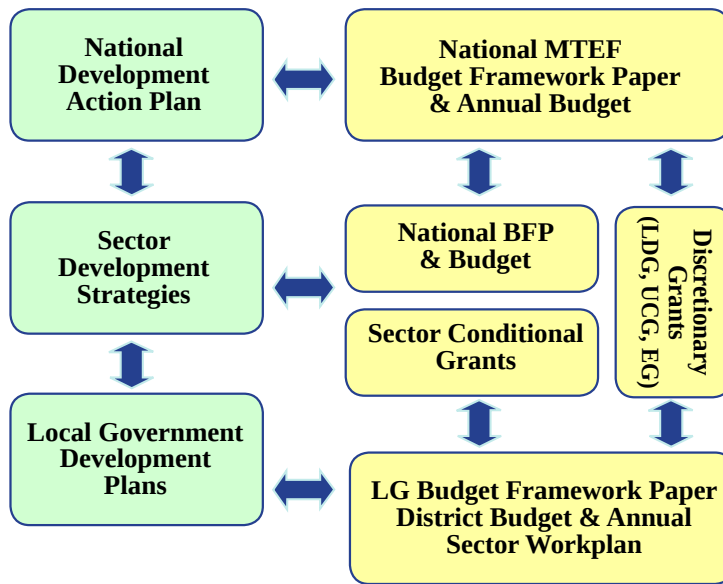 National
Development
Action Plan
National MTEF
Budget Framework Paper
& Annual Budget
Sector
Development
Strategies
National BFP
& Budget
Sector Conditional
Grants
Discretionary
Grants
(LDG, UCG, EG)
Local Government
Development
Plans
LG Budget Framework Paper
District Budget & Annual
Sector Workplan